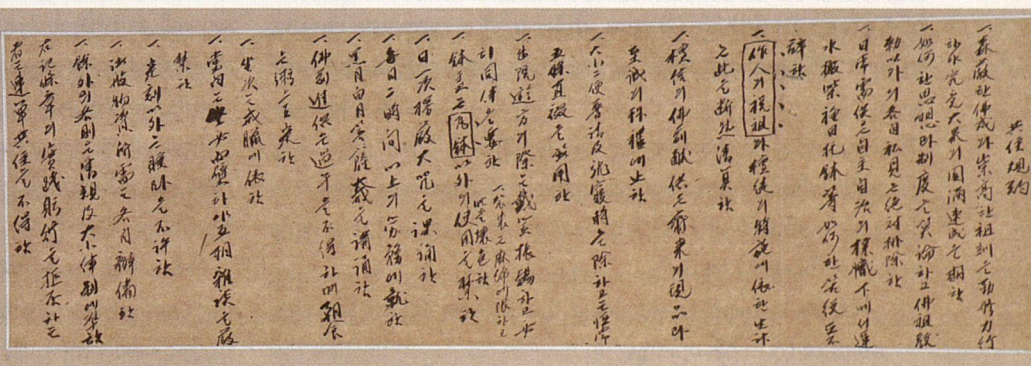 共住規約
一. 森嚴한 佛戒와 崇高한 祖訓을 勤修力行
하야 究竟大果의 圓滿速成을 期함
一. 如何한 思想과 制度를 莫論하고 佛祖敎
勅以外의 各自 私見은 絶對排除함
一. 日常需供은 自主自治의 標幟下에서 運
水 搬柴 種田 托鉢 等 如何한 苦役도 不
辭함
一. 作人의 稅租와 檀徒의 特施에 依한 生計
는 此를 斷然 淸算함
一. 檀信의 佛前 獻供은 齋來의 現品과
至誠의 拜禮에 止함
一. 大小二便 普請 及 就寢時를 除하고는 恒常
五條直裰을 着用함
一. 出院遊方의 際는 戴笠振錫하고 必
히 團體를 要함
一. 袈裟는 麻綿에 限하고
此를 壞色함
一. 鉢盂는 瓦鉢 以外의 使用을 禁함
一. 日一次 楞嚴大呪를 課誦함
一. 每日 二時間 以上의 勞務에 就함
一. 黑月白月 布薩大戒를 講誦함
一. 佛前進供은 過午를 不得하며 朝食
은 粥으로 定함
一. 坐次는 戒臘에 依함
一. 堂內는 必히 面壁하야 互相 雜談을 嚴
禁함
一. 定刻 以外는 寢臥를 不許함
一. 諸般物資 所當은 各自 辨備함
一. 餘外의 各則은 淸規 及 大小律制에 準함
右記 條章의 實踐躬行을 拒否하는
者는 連單共住를 不得함